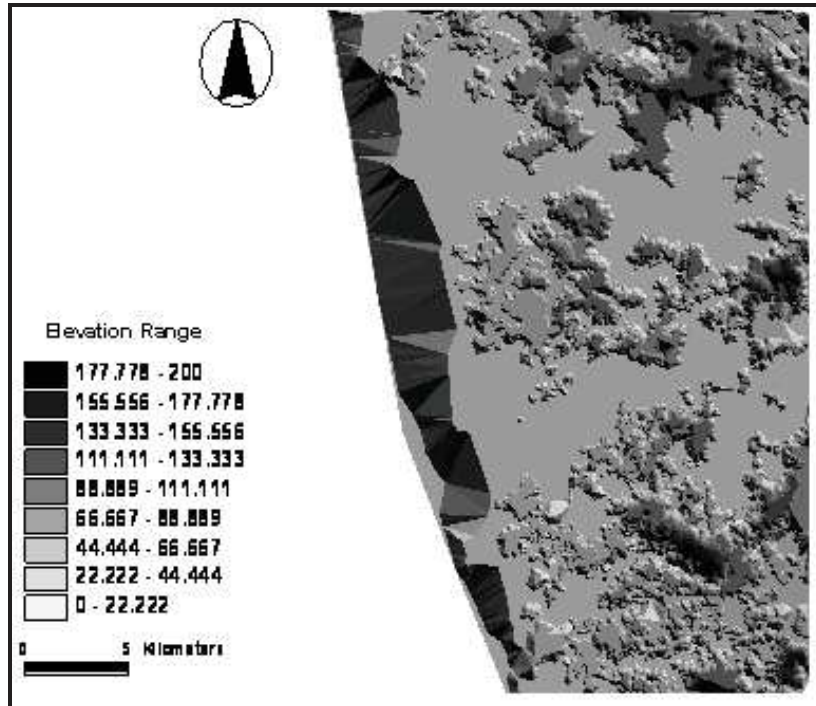 Elevation Range
177.778 - 200
155.556 - 177.778
133.333 - 155.556
111.111 - 133.333
88.889 - 111.111
66.667 - 88.889
44.444 - 66.667
22.222 - 44.444
0 - 22.222
0 5 Kilometers